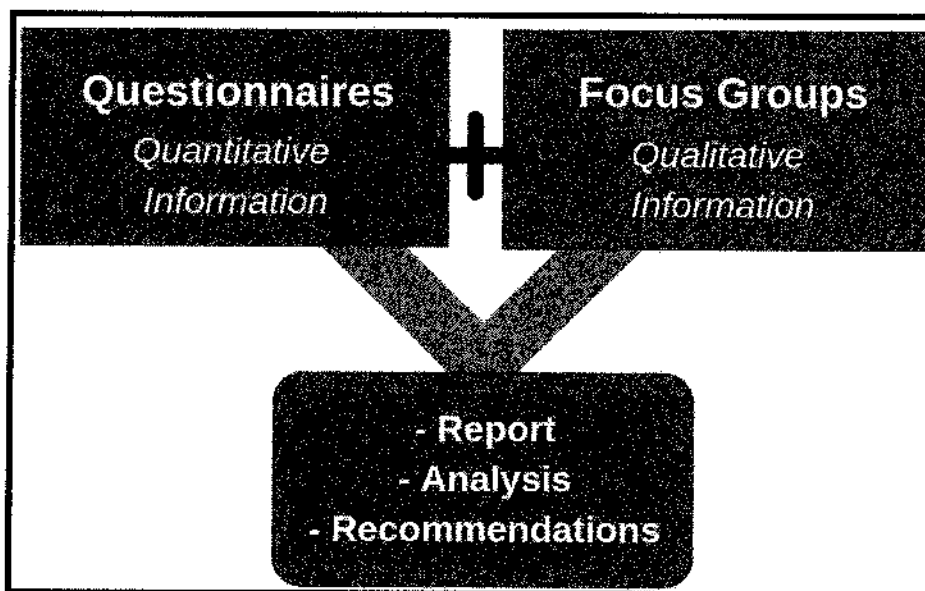 Questionnaires
Quantitative
Information
+
Focus Groups
Qualitative
Information
- Report
- Analysis
- Recommendations